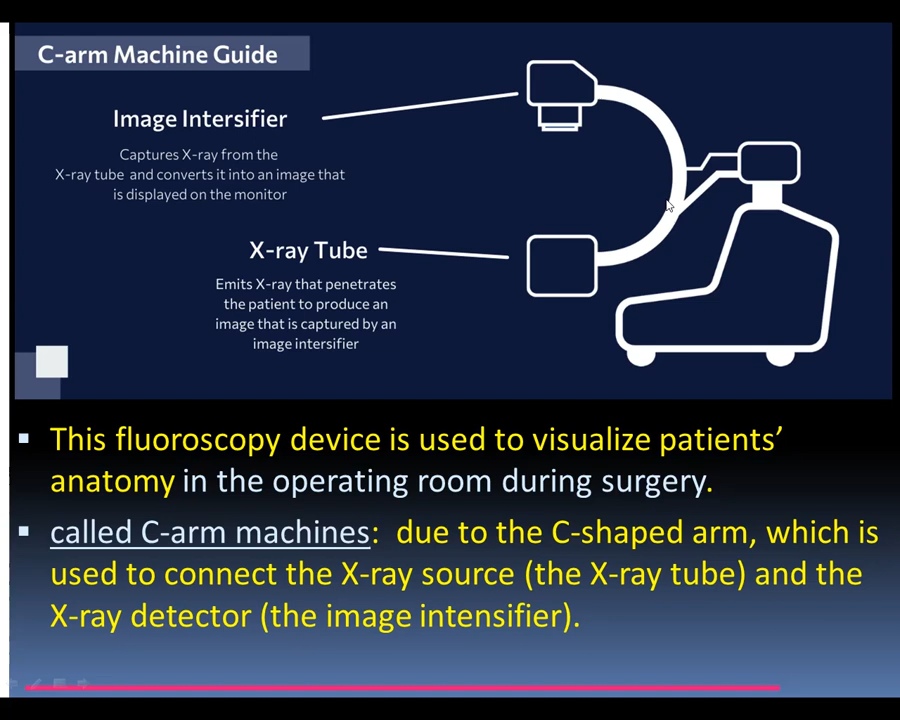 C-arm Machine Guide
Image Intersifier
Captures X-ray from the
X-ray tube and converts it into an image that
is displayed on the monitor
X-ray Tube
Emits X-ray that penetrates
the patient to produce an
image that is captured by an
image intersifier
▪ This fluoroscopy device is used to visualize patients’
anatomy in the operating room during surgery.
▪ called C-arm machines: due to the C-shaped arm, which is
used to connect the X-ray source (the X-ray tube) and the
X-ray detector (the image intensifier).